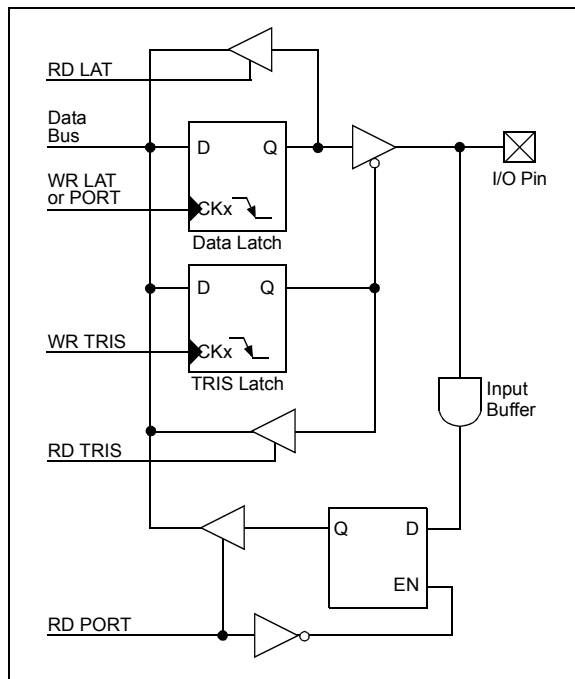 RD LAT
Data
Bus
D
Q
WR LAT
or PORT
CKx
Data Latch
I/O Pin
D
Q
WR TRIS
CKx
TRIS Latch
Input
Buffer
RD TRIS
Q
D
EN
RD PORT